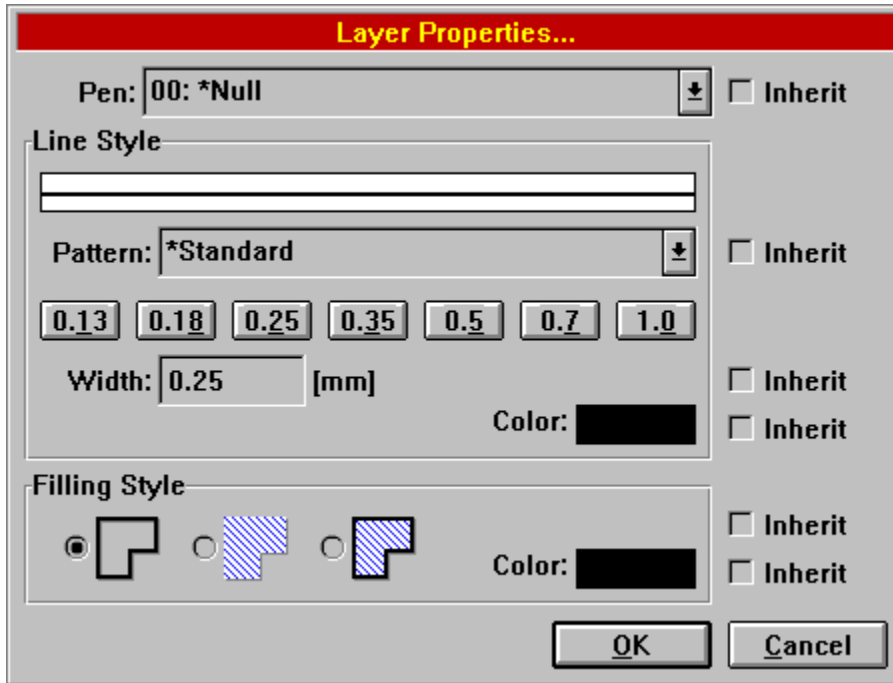 Layer Properties...
Pen: 00: *Null Inherit
Line Style
Pattern: *Standard Inherit
0.13 0.18 0.25 0.35 0.5 0.7 1.0
Width: 0.25 [mm] Inherit
Color: Inherit
Filling Style
Inherit
Color: Inherit
OK Cancel